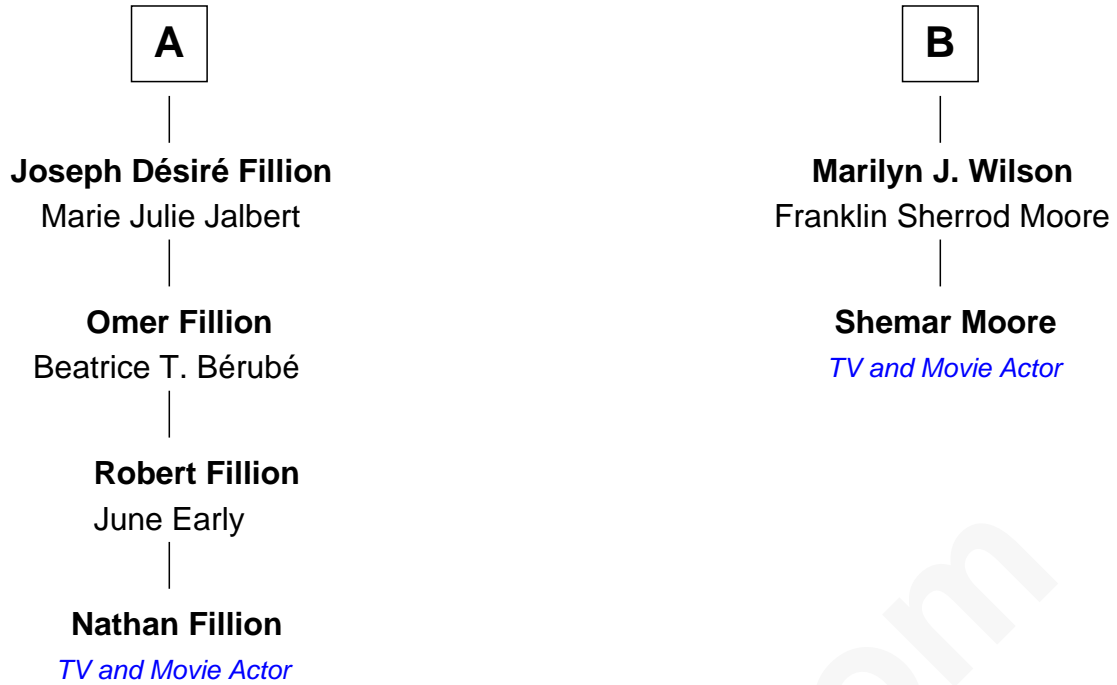 A
Joseph Désiré Fillion
Marie Julie Jalbert
Omer Fillion
Beatrice T. Bérubé
Robert Fillion
June Early
Nathan Fillion
TV and Movie Actor
B
Marilyn J. Wilson
Franklin Sherrod Moore
Shemar Moore
TV and Movie Actor
om